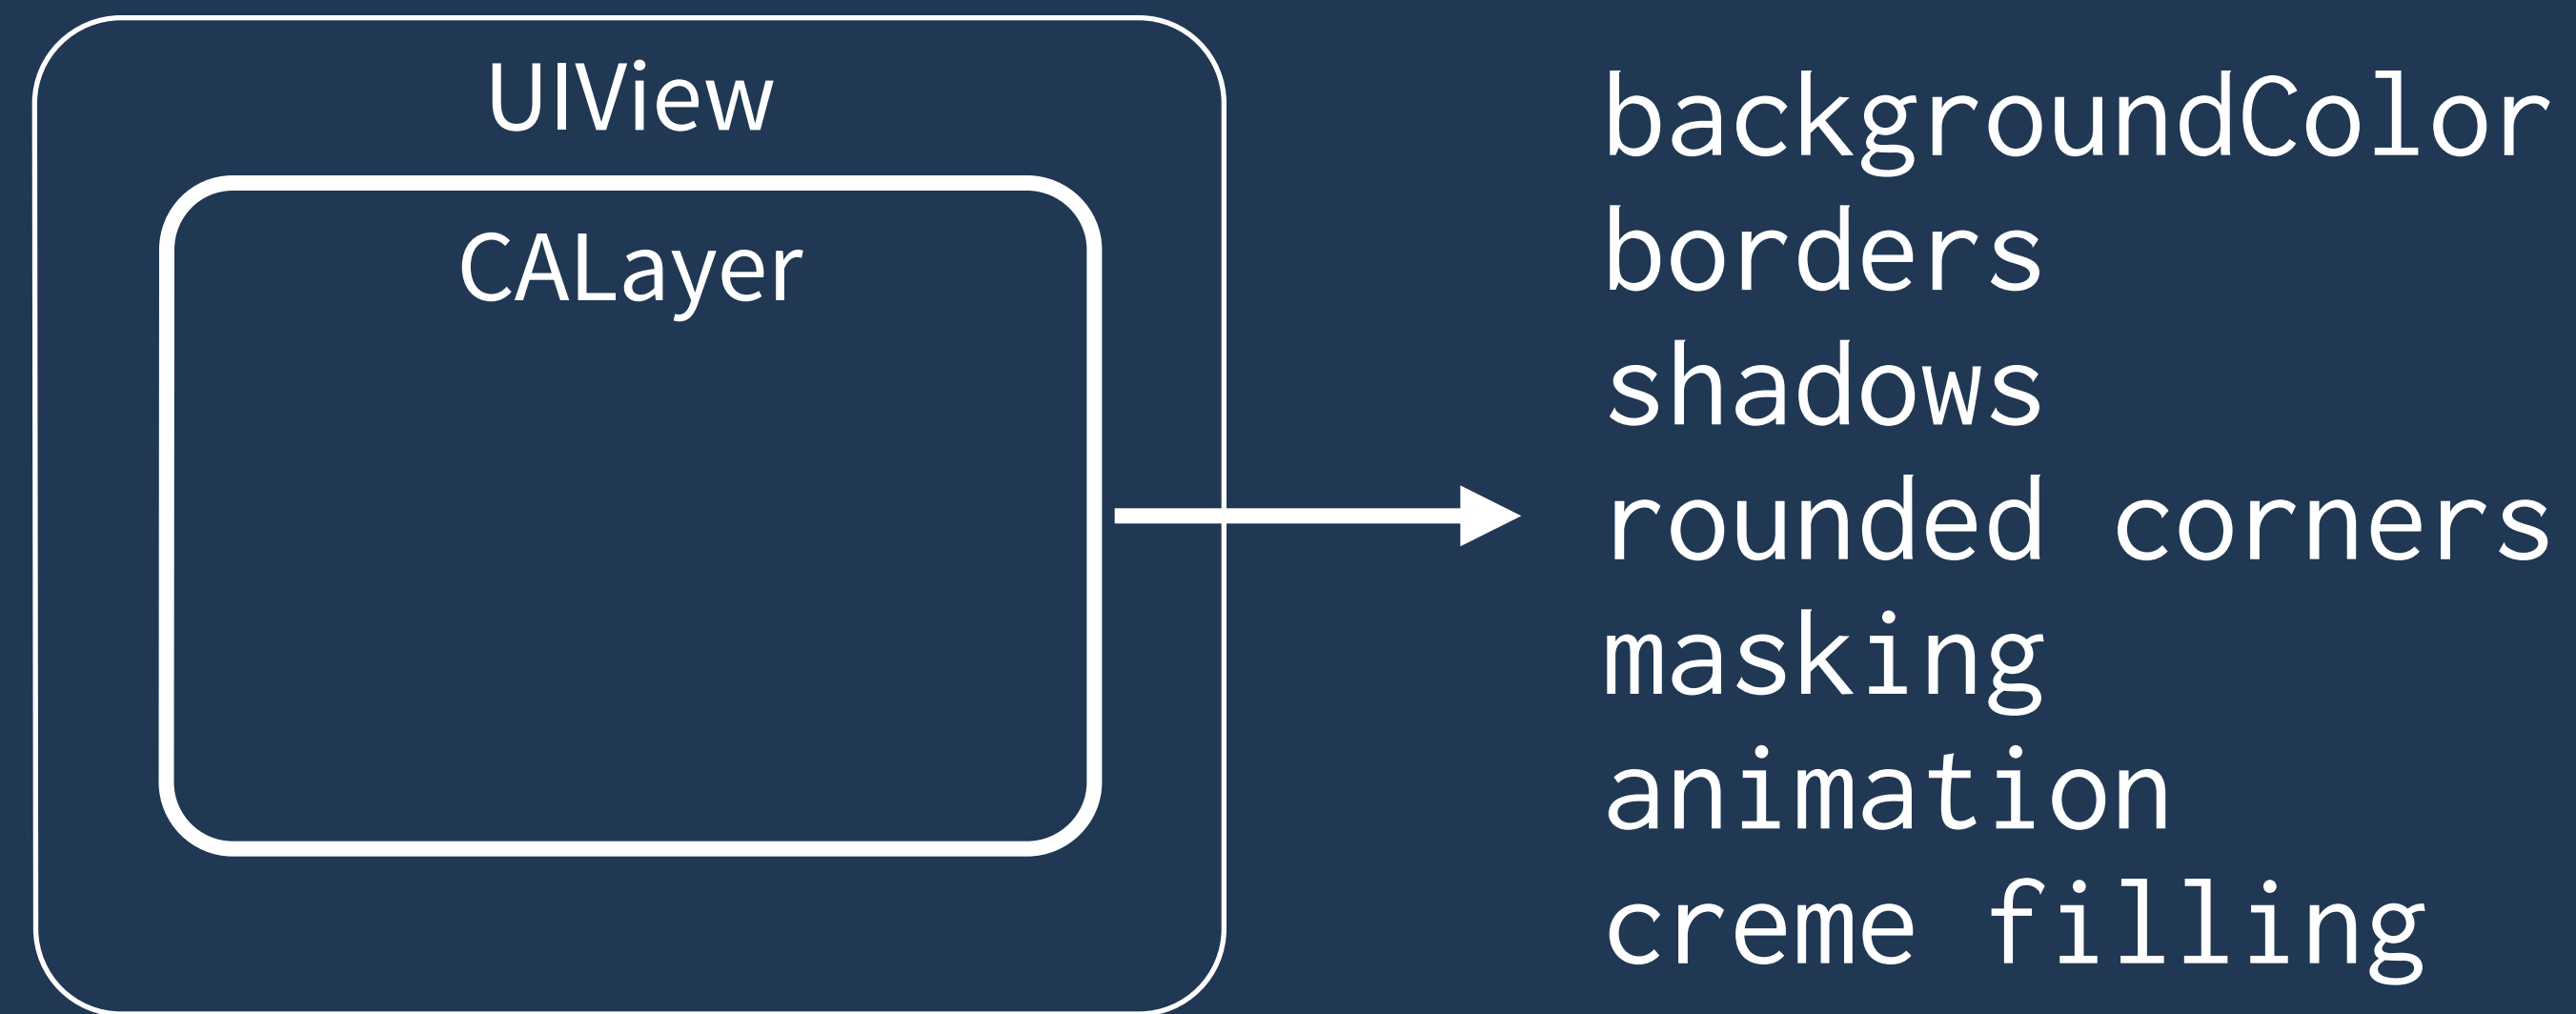 UIView
CALayer
backgroundColor
borders
shadows
rounded corners
masking
animation
creme filling